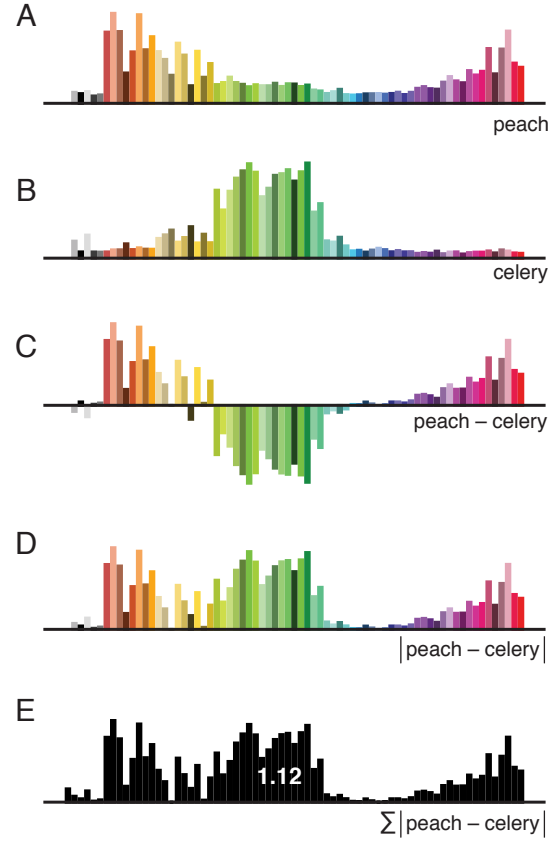 A
peach
B
celery
C
peach – celery
D
|peach – celery|
E
1.12
∑|peach – celery|